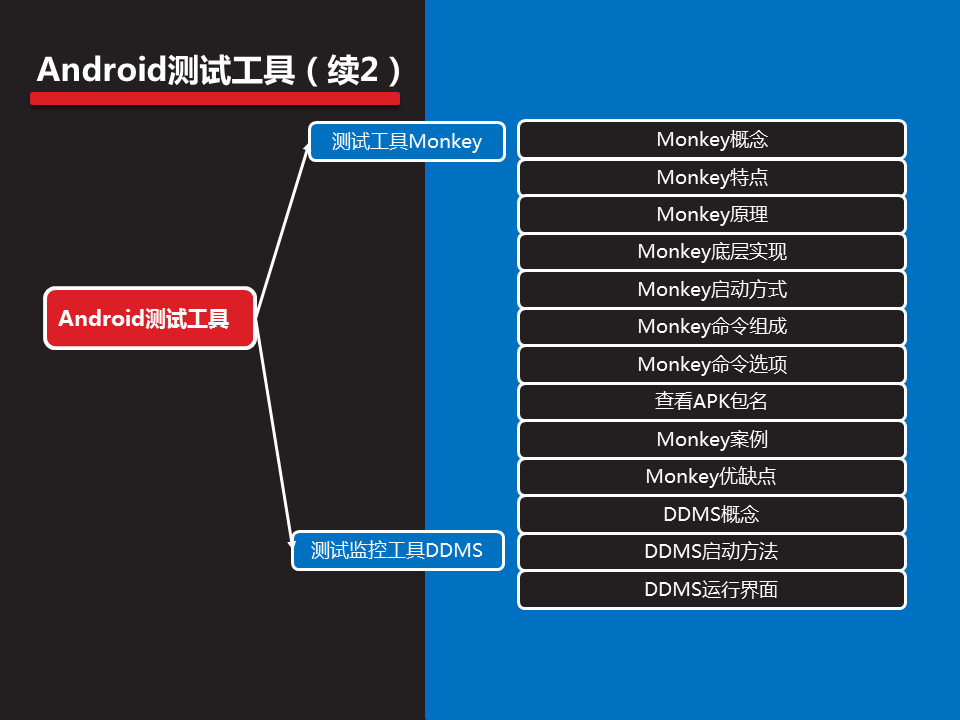 Android测试工具（续2）
测试工具Monkey
Monkey概念
Monkey特点
Monkey原理
Monkey底层实现
Monkey启动方式
Android测试工具
Monkey命令组成
Monkey命令选项
查看APK包名
Monkey案例
Monkey优缺点
DDMS概念
测试监控工具DDMS
DDMS启动方法
DDMS运行界面